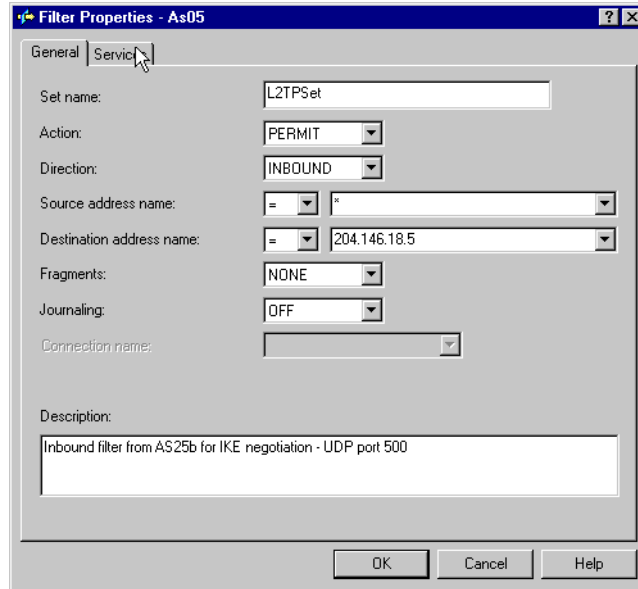 Filter Properties - As05
General Services
Set name: L2TPSet
Action: PERMIT
Direction: INBOUND
Source address name: = *
Destination address name: = 204.146.18.5
Fragments: NONE
Journaling: OFF
Connection name:
Description:
Inbound filter from AS25b for IKE negotiation - UDP port 500
OK Cancel Help